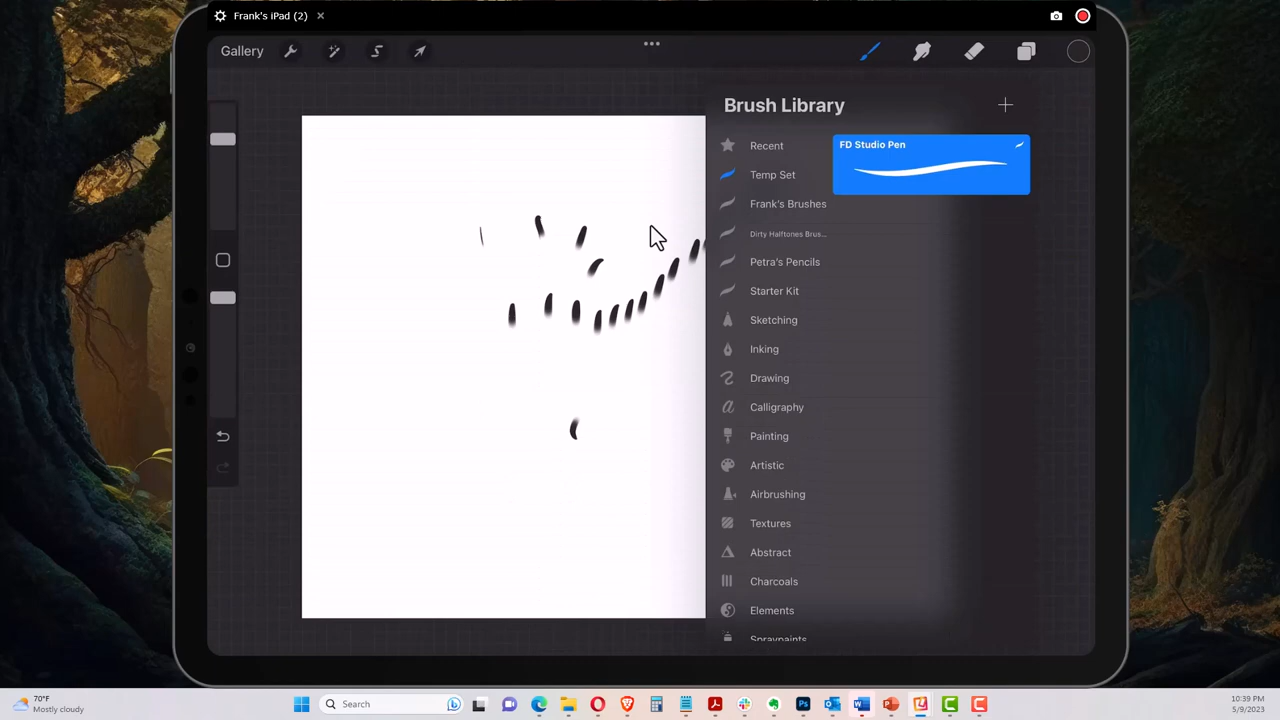 Frank's iPad (2)
Gallery
Brush Library
Recent
FD Studio Pen
Temp Set
Frank's Brushes
Dirty Halftones Brus...
Petra's Pencils
Starter Kit
Sketching
Inking
Drawing
Calligraphy
Painting
Artistic
Airbrushing
Textures
Abstract
Charcoals
Elements
Spraypaints
70°F
Mostly cloudy
Search
10:39 PM
5/9/2023